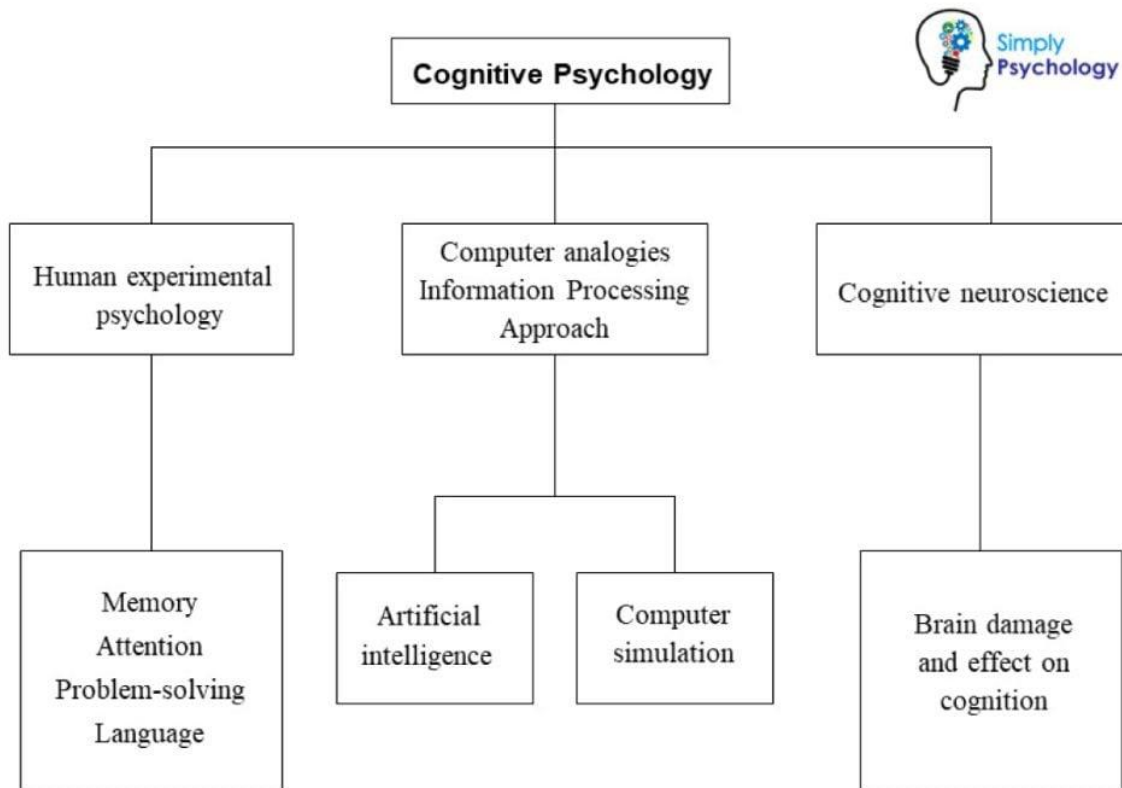 Simply
Psychology
Cognitive Psychology
Human experimental
psychology
Computer analogies
Information Processing
Approach
Cognitive neuroscience
Memory
Attention
Problem-solving
Language
Artificial
intelligence
Computer
simulation
Brain damage
and effect on
cognition